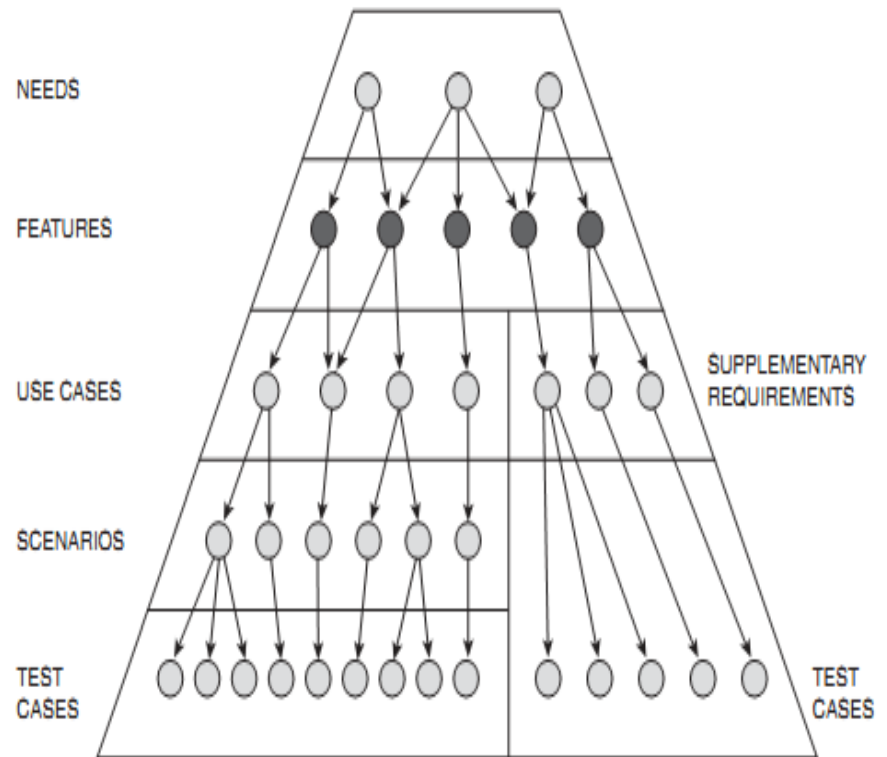 NEEDS
FEATURES
USE CASES
SUPPLEMENTARY
REQUIREMENTS
SCENARIOS
TEST
CASES
TEST
CASES